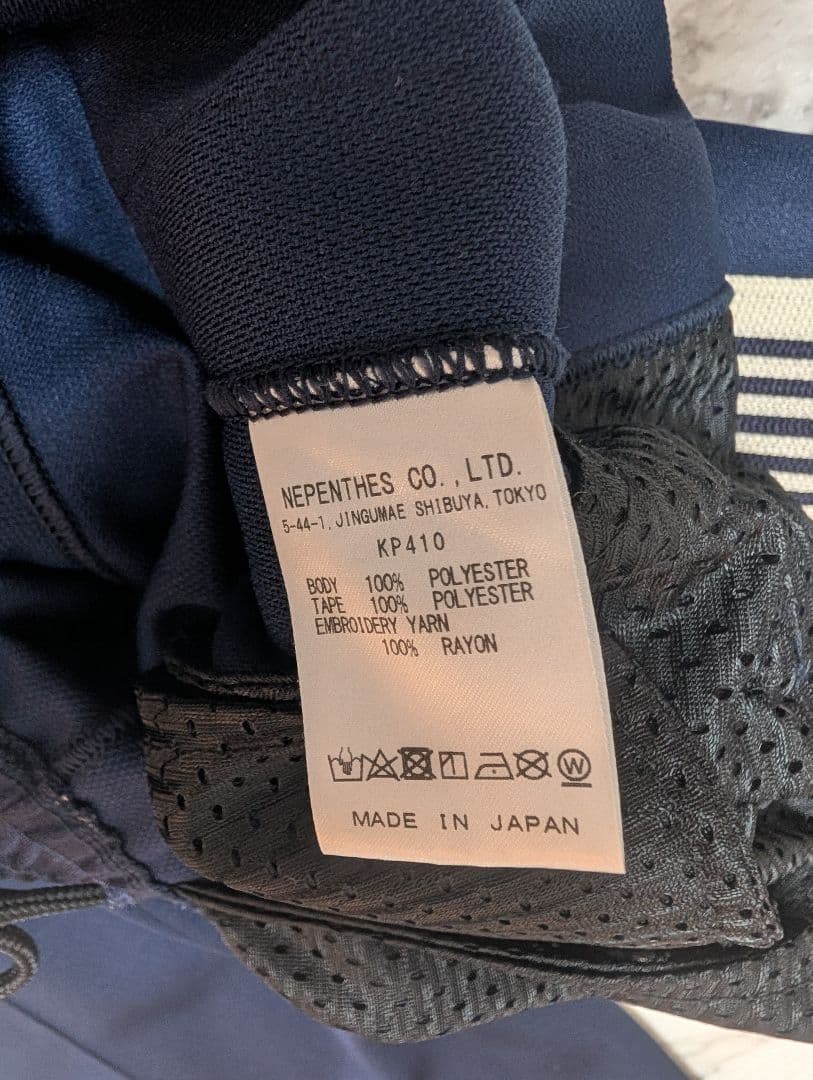 NEPENTHES CO.,LTD.
5-44-1, JINGUMAE SHIBUYA, TOKYO
KP410
BODY 100% POLYESTER
TAPE 100% POLYESTER
EMBROIDERY YARN
100% RAYON
W
MADE IN JAPAN